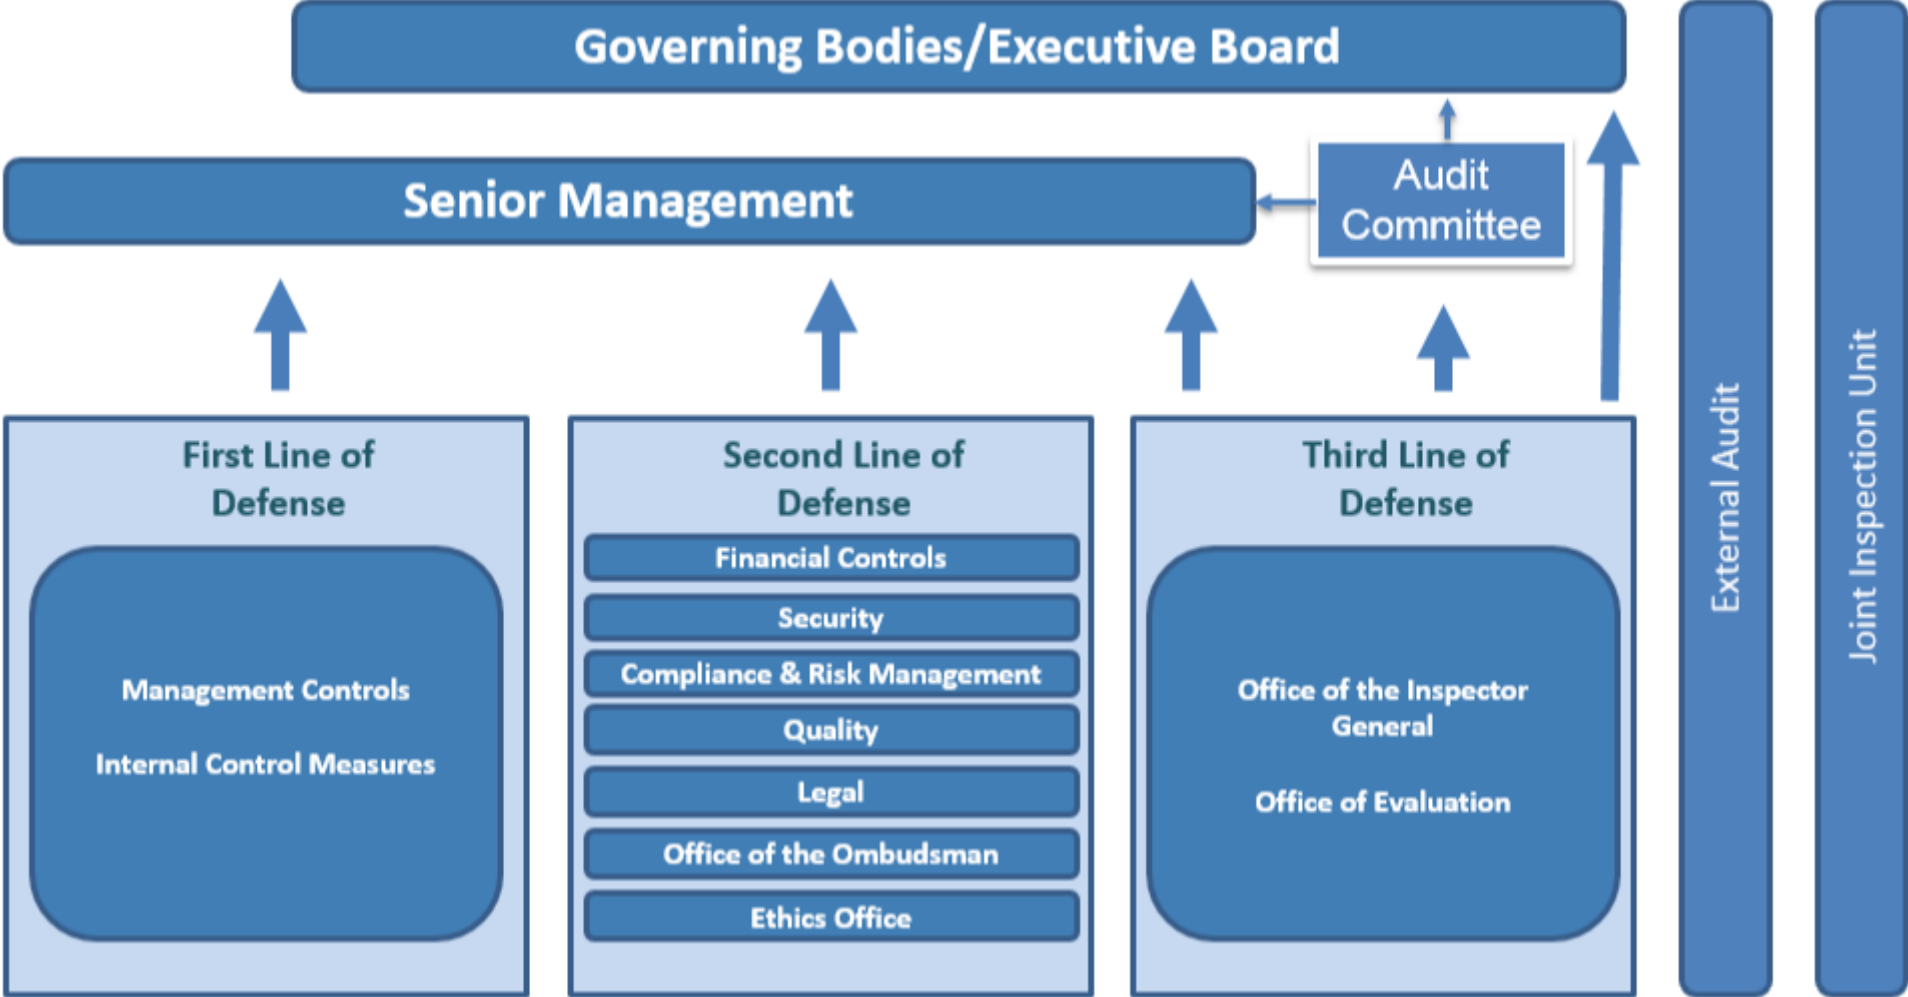 Governing Bodies/Executive Board
Senior Management
Audit
Committee
First Line of
Defense
Management Controls
Internal Control Measures
Second Line of
Defense
Financial Controls
Security
Compliance & Risk Management
Quality
Legal
Office of the Ombudsman
Ethics Office
Third Line of
Defense
Office of the Inspector
General
Office of Evaluation
External Audit
Joint Inspection Unit